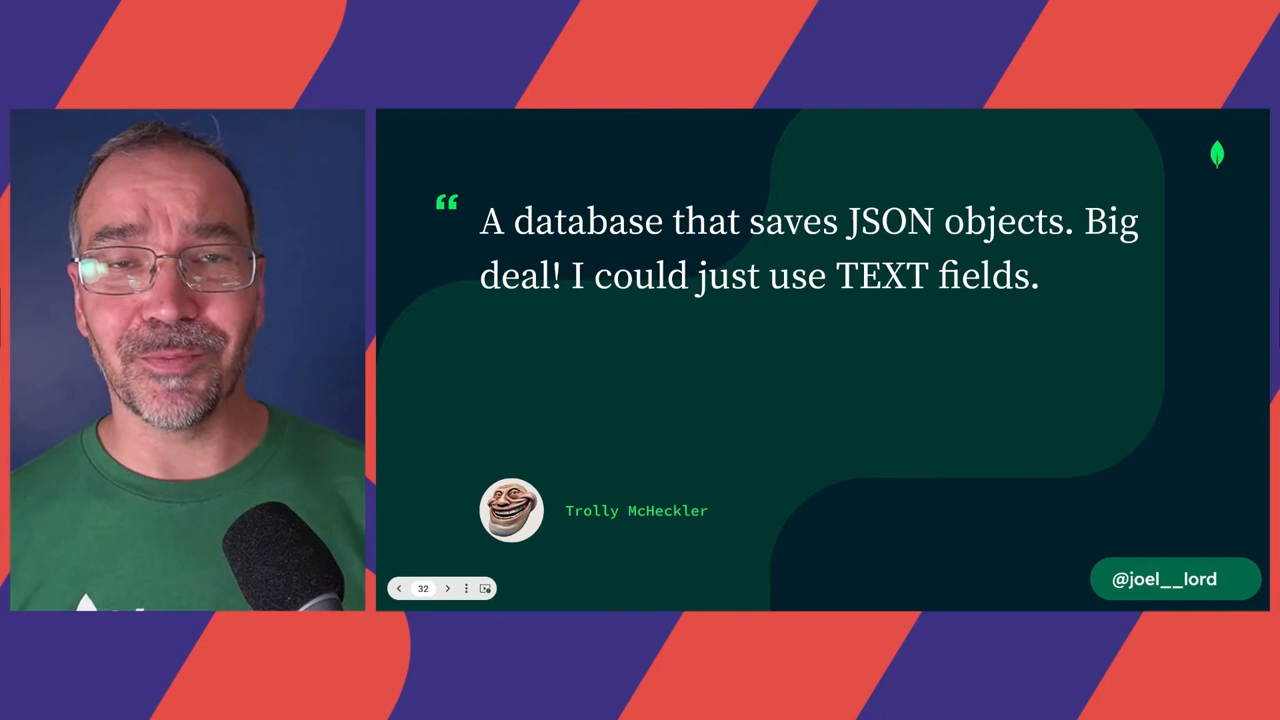 “ A database that saves JSON objects. Big
deal! I could just use TEXT fields.
Trolly McHeckler
32
@joel__lord